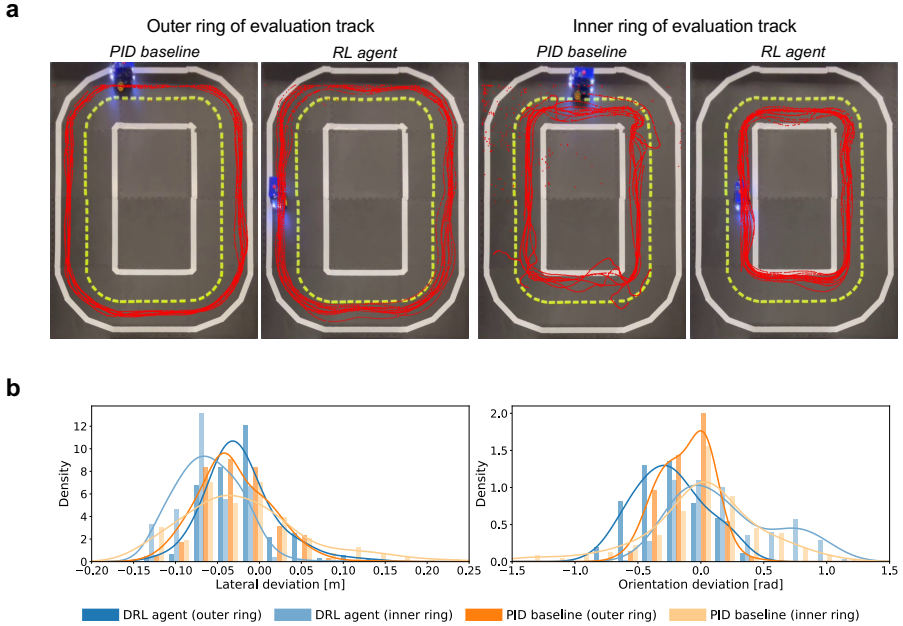 a
Outer ring of evaluation track
Inner ring of evaluation track
PID baseline
RL agent
PID baseline
RL agent
b
Density
12
10
8
6
4
2
0
−0.20 −0.15 −0.10 −0.05 0.00 0.05 0.10 0.15 0.20 0.25
Lateral deviation [m]
Density
2.0
1.5
1.0
0.5
0.0
−1.5 −1.0 −0.5 0.0 0.5 1.0 1.5
Orientation deviation [rad]
DRL agent (outer ring)
DRL agent (inner ring)
PID baseline (outer ring)
PID baseline (inner ring)